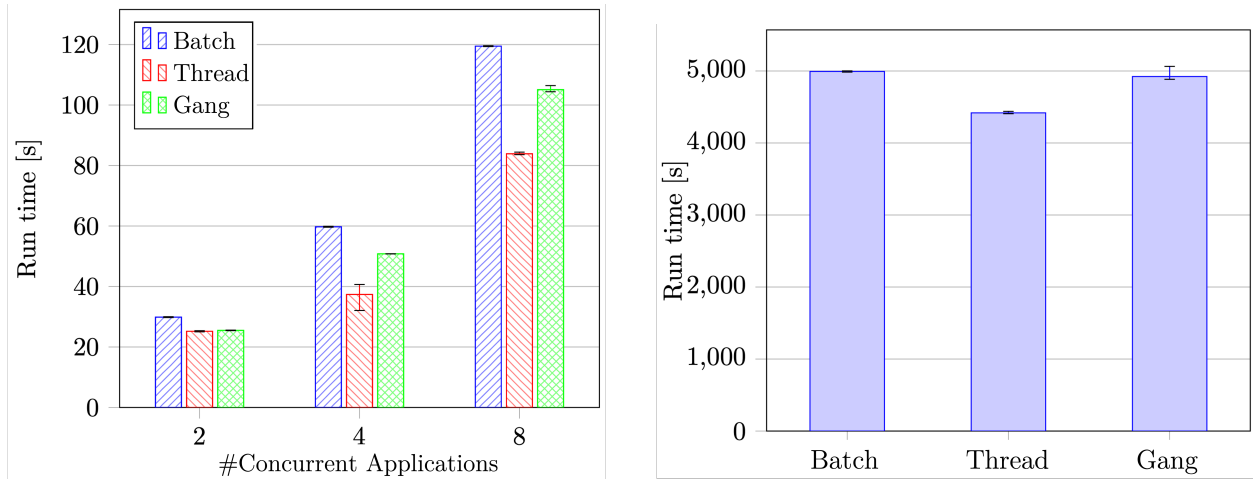 Batch
Thread
Gang
120
100
80
60
40
20
0
Run time [s]
2 4 8
#Concurrent Applications
5,000
4,000
3,000
2,000
1,000
0
Run time [s]
Batch Thread Gang